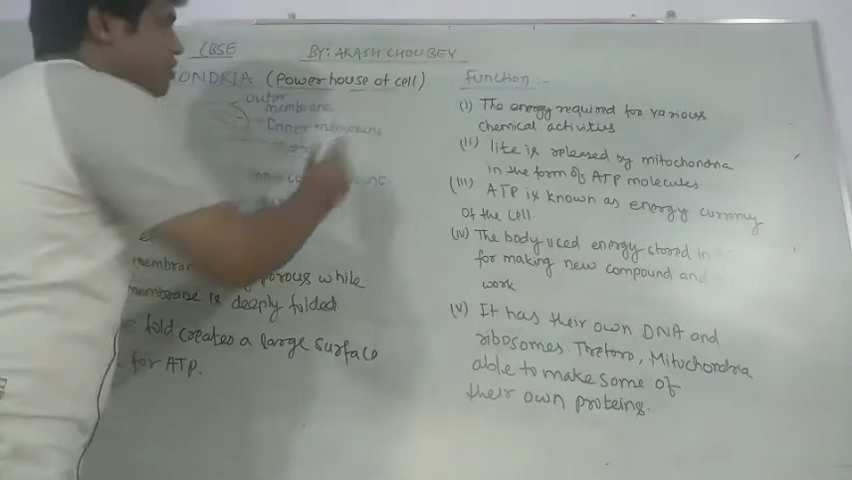 CBSE BY: AKASH CHOUBEY
ONDRIA (Powerhouse of cell)
outer
membrane
Inner membrane
membran
porous while
membrane is deeply folded
fold creates a large surface
for ATP.
Function :-
(i) The energy required for various
chemical activities
(ii) life is released by mitochondria
in the form of ATP molecules
(iii) ATP is known as energy currency
of the cell.
(iv) The body used energy stored in
for making new compound and
work
(v) It has their own DNA and
ribosomes. Thefore, Mitochondria
able to make some of
their own proteins.